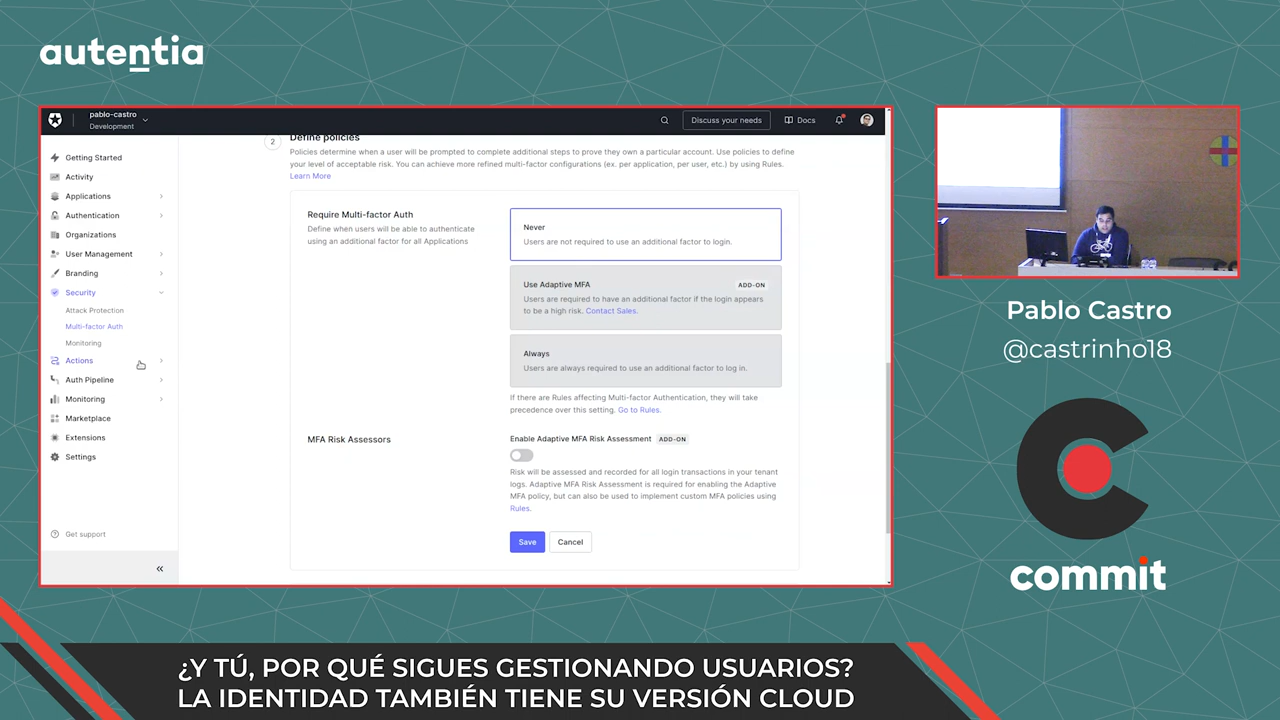 autentia
pablo-castro
Development
Discuss your needs
Docs
Getting Started
Activity
Applications
Authentication
Organizations
User Management
Branding
Security
Attack Protection
Multi-factor Auth
Monitoring
Actions
Auth Pipeline
Monitoring
Marketplace
Extensions
Settings
Get support
2
Define policies
Policies determine when a user will be prompted to complete additional steps to prove they own a particular account. Use policies to define
your level of acceptable risk. You can achieve more refined multi-factor configurations (ex. per application, per user, etc.) by using Rules.
Learn More
Require Multi-factor Auth
Define when users will be able to authenticate
using an additional factor for all Applications
Never
Users are not required to use an additional factor to login.
Use Adaptive MFA ADD-ON
Users are required to have an additional factor if the login appears
to be a high risk. Contact Sales.
Always
Users are always required to use an additional factor to log in.
If there are Rules affecting Multi-factor Authentication, they will take
precedence over this setting. Go to Rules.
MFA Risk Assessors
Enable Adaptive MFA Risk Assessment ADD-ON
Risk will be assessed and recorded for all login transactions in your tenant
logs. Adaptive MFA Risk Assessment is required for enabling the Adaptive
MFA policy, but can also be used to implement custom MFA policies using
Rules.
Save
Cancel
Pablo Castro
@castrinho18
commit
¿Y TÚ, POR QUÉ SIGUES GESTIONANDO USUARIOS?
LA IDENTIDAD TAMBIÉN TIENE SU VERSIÓN CLOUD